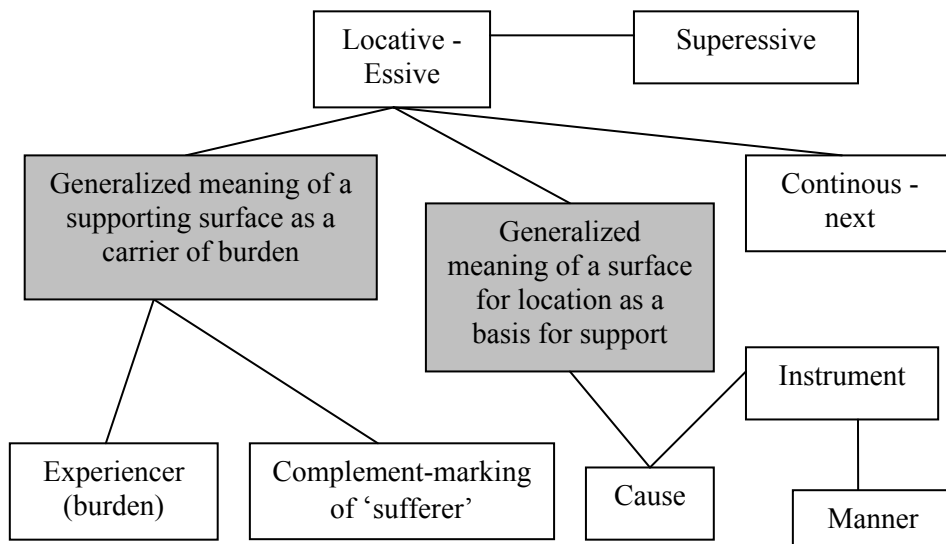 Locative -
Essive
Superessive
Generalized meaning of a
supporting surface as a
carrier of burden
Generalized
meaning of a surface
for location as a
basis for support
Continous -
next
Instrument
Experiencer
(burden)
Complement-marking
of ‘sufferer’
Cause
Manner